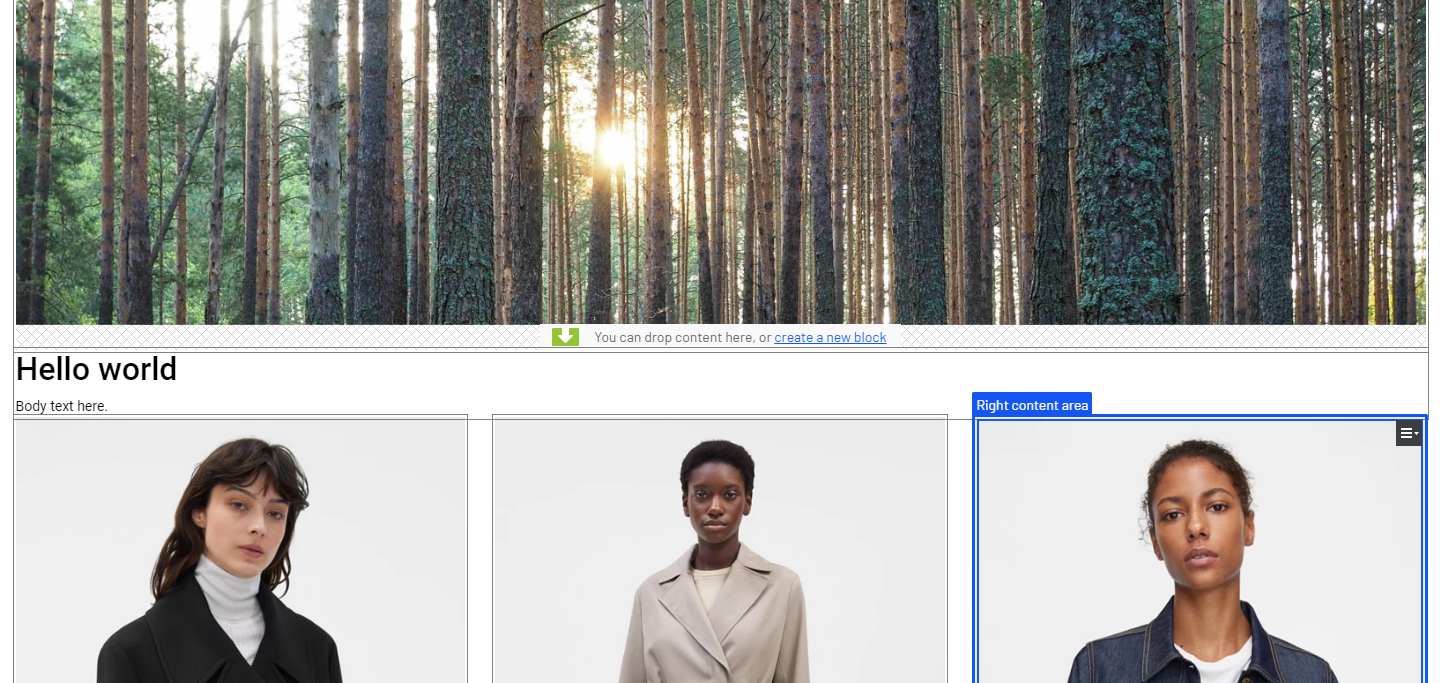 You can drop content here, or create a new block
Hello world
Body text here.
Right content area